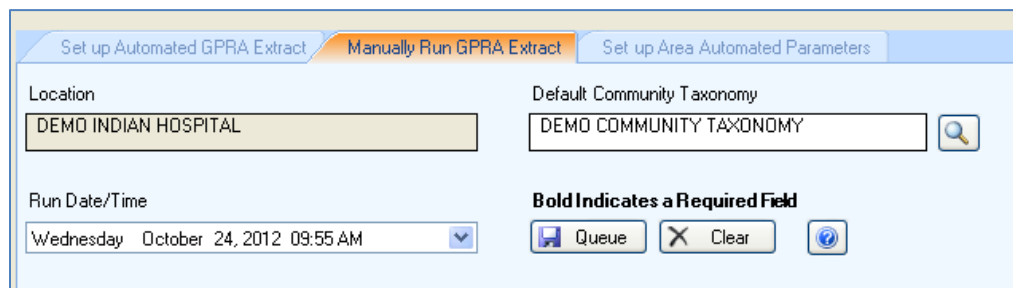 Set up Automated GPRA Extract Manually Run GPRA Extract Set up Area Automated Parameters
Location Default Community Taxonomy
DEMO INDIAN HOSPITAL DEMO COMMUNITY TAXONOMY
Run Date/Time Bold Indicates a Required Field
Wednesday October 24, 2012 09:55 AM Queue Clear ?